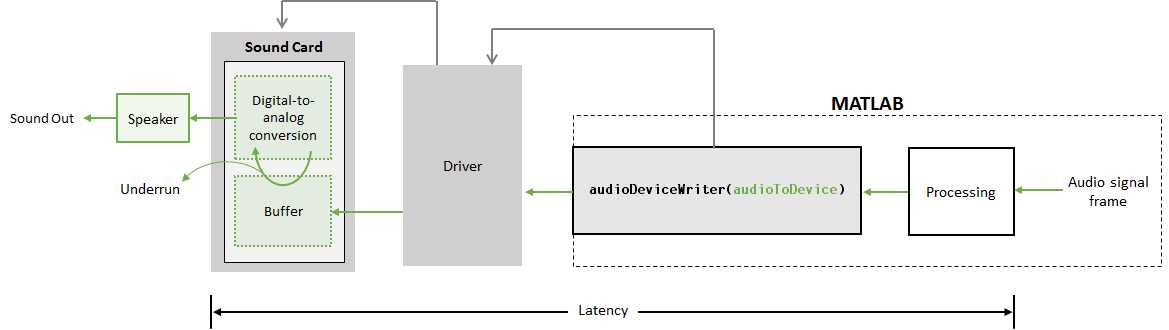 Sound Card
MATLAB
Digital-to-
analog
conversion
Sound Out
Speaker
Driver
Underrun
audioDeviceWriter(audioToDevice)
Processing
Audio signal
frame
Buffer
Latency